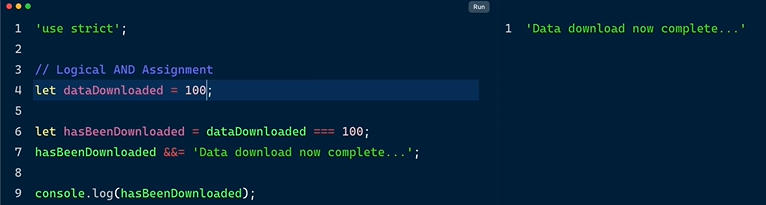 Run
1 'use strict';
2
3 // Logical AND Assignment
4 let dataDownloaded = 100;
5
6 let hasBeenDownloaded = dataDownloaded === 100;
7 hasBeenDownloaded &&= 'Data download now complete...';
8
9 console.log(hasBeenDownloaded);
1 'Data download now complete...'